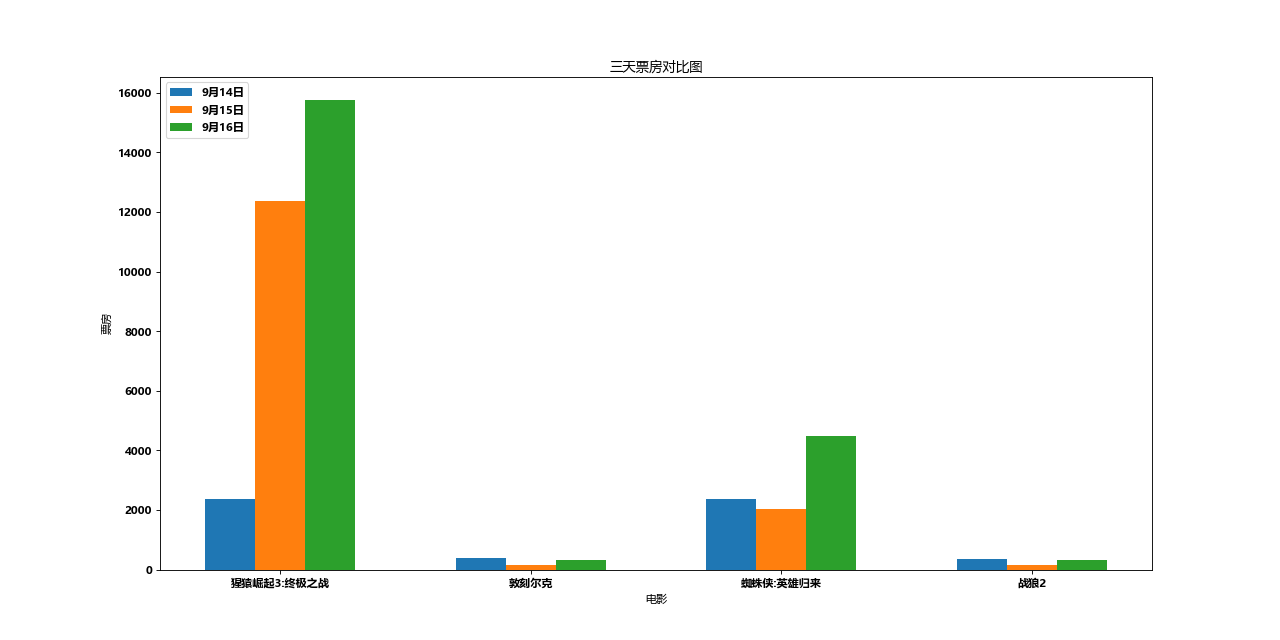 三天票房对比图
9月14日
9月15日
9月16日
16000
14000
12000
10000
8000
6000
4000
2000
0
票房
猩猿崛起3:终极之战
敦刻尔克
蜘蛛侠:英雄归来
战狼2
电影